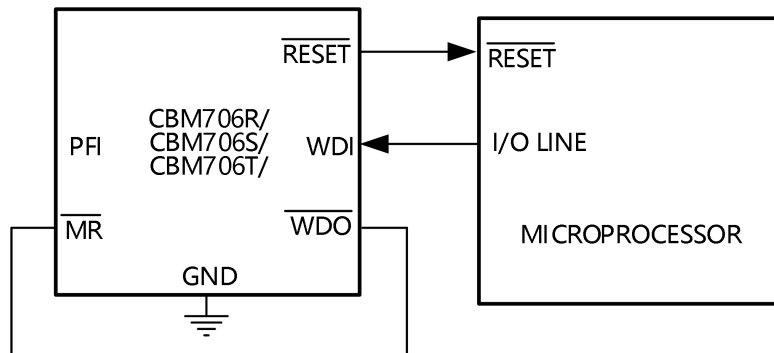 RESET
RESET
CBM706R/
CBM706S/
CBM706T/
PFI
WDI
I/O LINE
MR
WDO
MICROPROCESSOR
GND